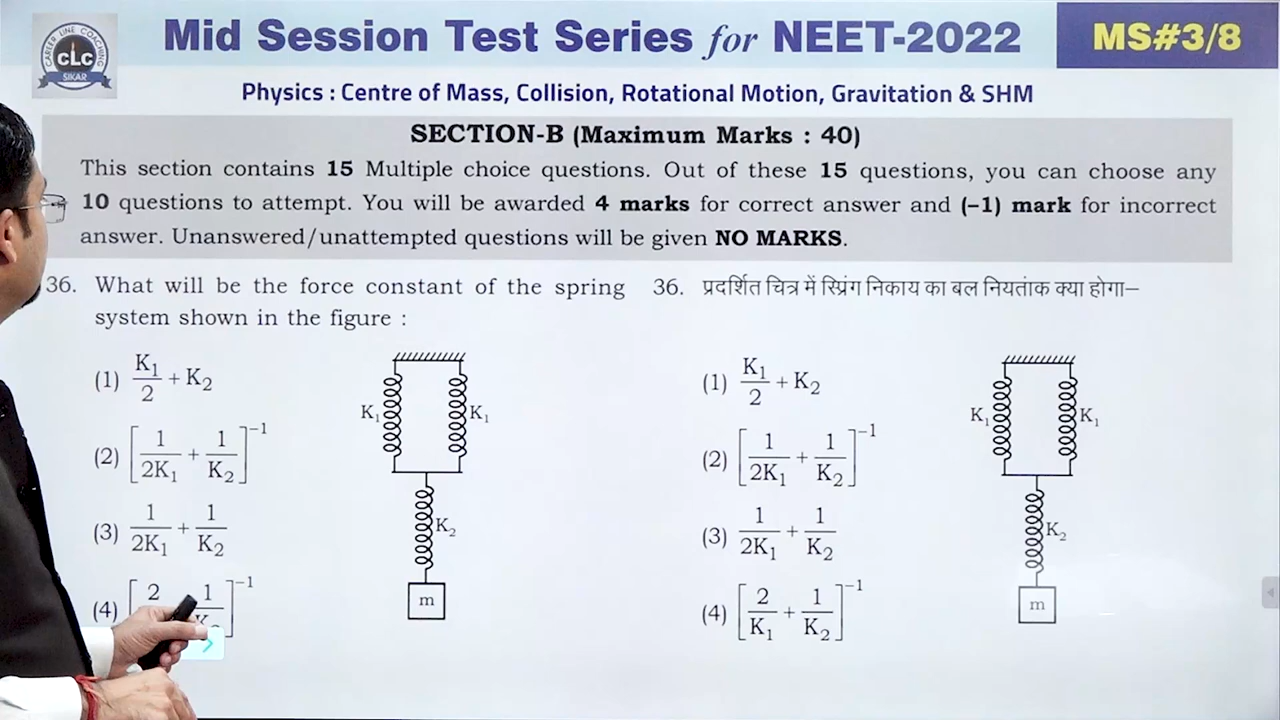 CAREER LINE COACHING
CLC
SIKAR
Mid Session Test Series for NEET-2022
MS#3/8
Physics : Centre of Mass, Collision, Rotational Motion, Gravitation & SHM
SECTION-B (Maximum Marks : 40)
This section contains 15 Multiple choice questions. Out of these 15 questions, you can choose any
10 questions to attempt. You will be awarded 4 marks for correct answer and (–1) mark for incorrect
answer. Unanswered/unattempted questions will be given NO MARKS.
36. What will be the force constant of the spring
system shown in the figure :
(1) K₁/2 + K₂
(2) [1/2K₁ + 1/K₂]⁻¹
(3) 1/2K₁ + 1/K₂
(4) [2 1/K ]⁻¹
K₁ K₁
K₂
m
36. प्रदर्शित चित्र में स्प्रिंग निकाय का बल नियतांक क्या होगा–
(1) K₁/2 + K₂
(2) [1/2K₁ + 1/K₂]⁻¹
(3) 1/2K₁ + 1/K₂
(4) [2/K₁ + 1/K₂]⁻¹
K₁ K₁
K₂
m